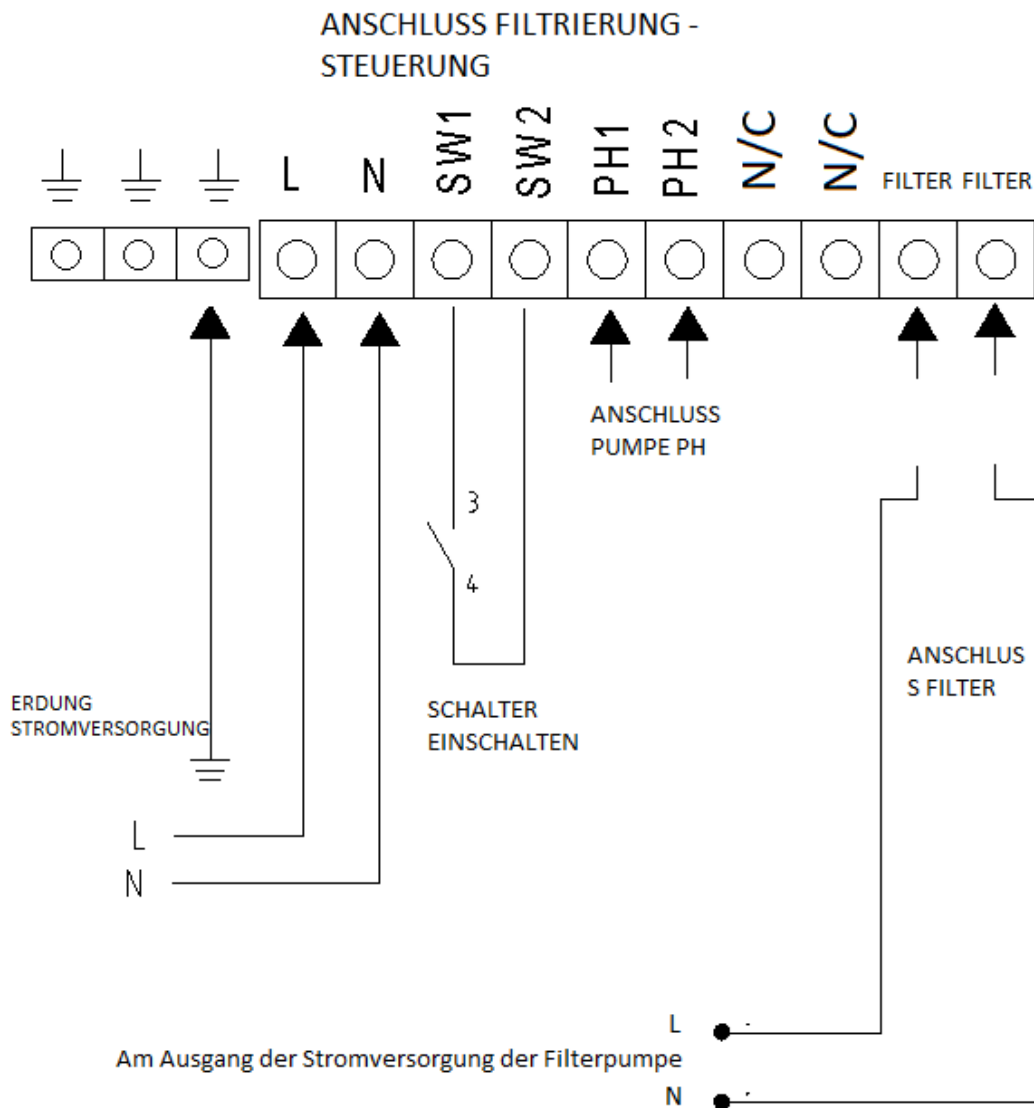 ANSCHLUSS FILTRIERUNG -
STEUERUNG
L
N
SW1
SW2
PH1
PH2
N/C
N/C
FILTER
FILTER
ANSCHLUSS
PUMPE PH
3
4
ANSCHLUS
S FILTER
ERDUNG
STROMVERSORGUNG
SCHALTER
EINSCHALTEN
L
N
L
Am Ausgang der Stromversorgung der Filterpumpe
N